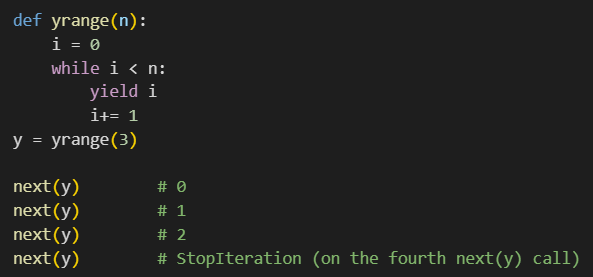 def yrange(n):
    i = 0
    while i < n:
        yield i
        i+= 1
y = yrange(3)

next(y)        # 0
next(y)        # 1
next(y)        # 2
next(y)        # StopIteration (on the fourth next(y) call)